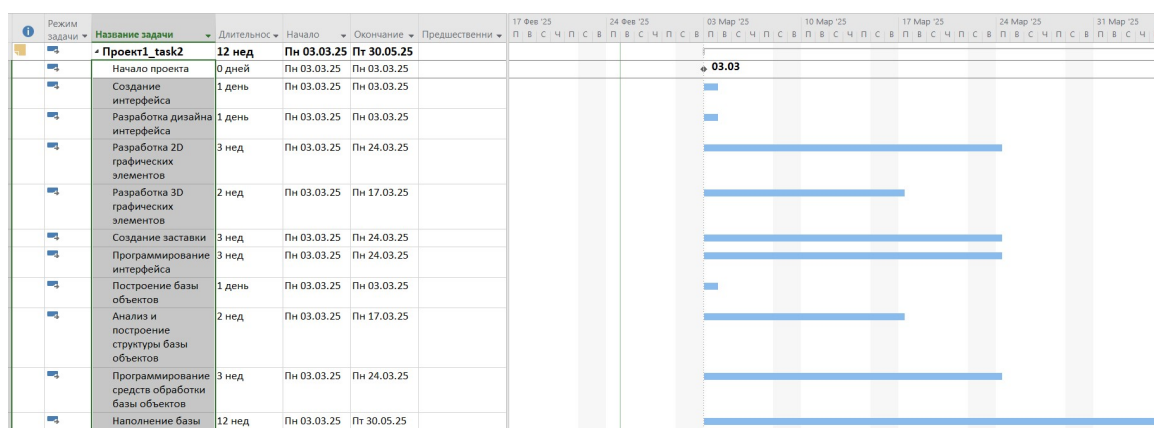 Режим задачи Название задачи Длительнос Начало Окончание Предшественни
17 Фев '25 24 Фев '25 03 Мар '25 10 Мар '25 17 Мар '25 24 Мар '25 31 Мар '25
П В С Ч П С В П В С Ч П С В П В С Ч П С В П В С Ч П С В П В С Ч П С В П В С Ч П С В П В С Ч
Проект1_task2 12 нед Пн 03.03.25 Пт 30.05.25
Начало проекта 0 дней Пн 03.03.25 Пн 03.03.25 03.03
Создание 1 день Пн 03.03.25 Пн 03.03.25
интерфейса
Разработка дизайна 1 день Пн 03.03.25 Пн 03.03.25
интерфейса
Разработка 2D 3 нед Пн 03.03.25 Пн 24.03.25
графических
элементов
Разработка 3D 2 нед Пн 03.03.25 Пн 17.03.25
графических
элементов
Создание заставки 3 нед Пн 03.03.25 Пн 24.03.25
Программирование 3 нед Пн 03.03.25 Пн 24.03.25
интерфейса
Построение базы 1 день Пн 03.03.25 Пн 03.03.25
объектов
Анализ и 2 нед Пн 03.03.25 Пн 17.03.25
построение
структуры базы
объектов
Программирование 3 нед Пн 03.03.25 Пн 24.03.25
средств обработки
базы объектов
Наполнение базы 12 нед Пн 03.03.25 Пт 30.05.25